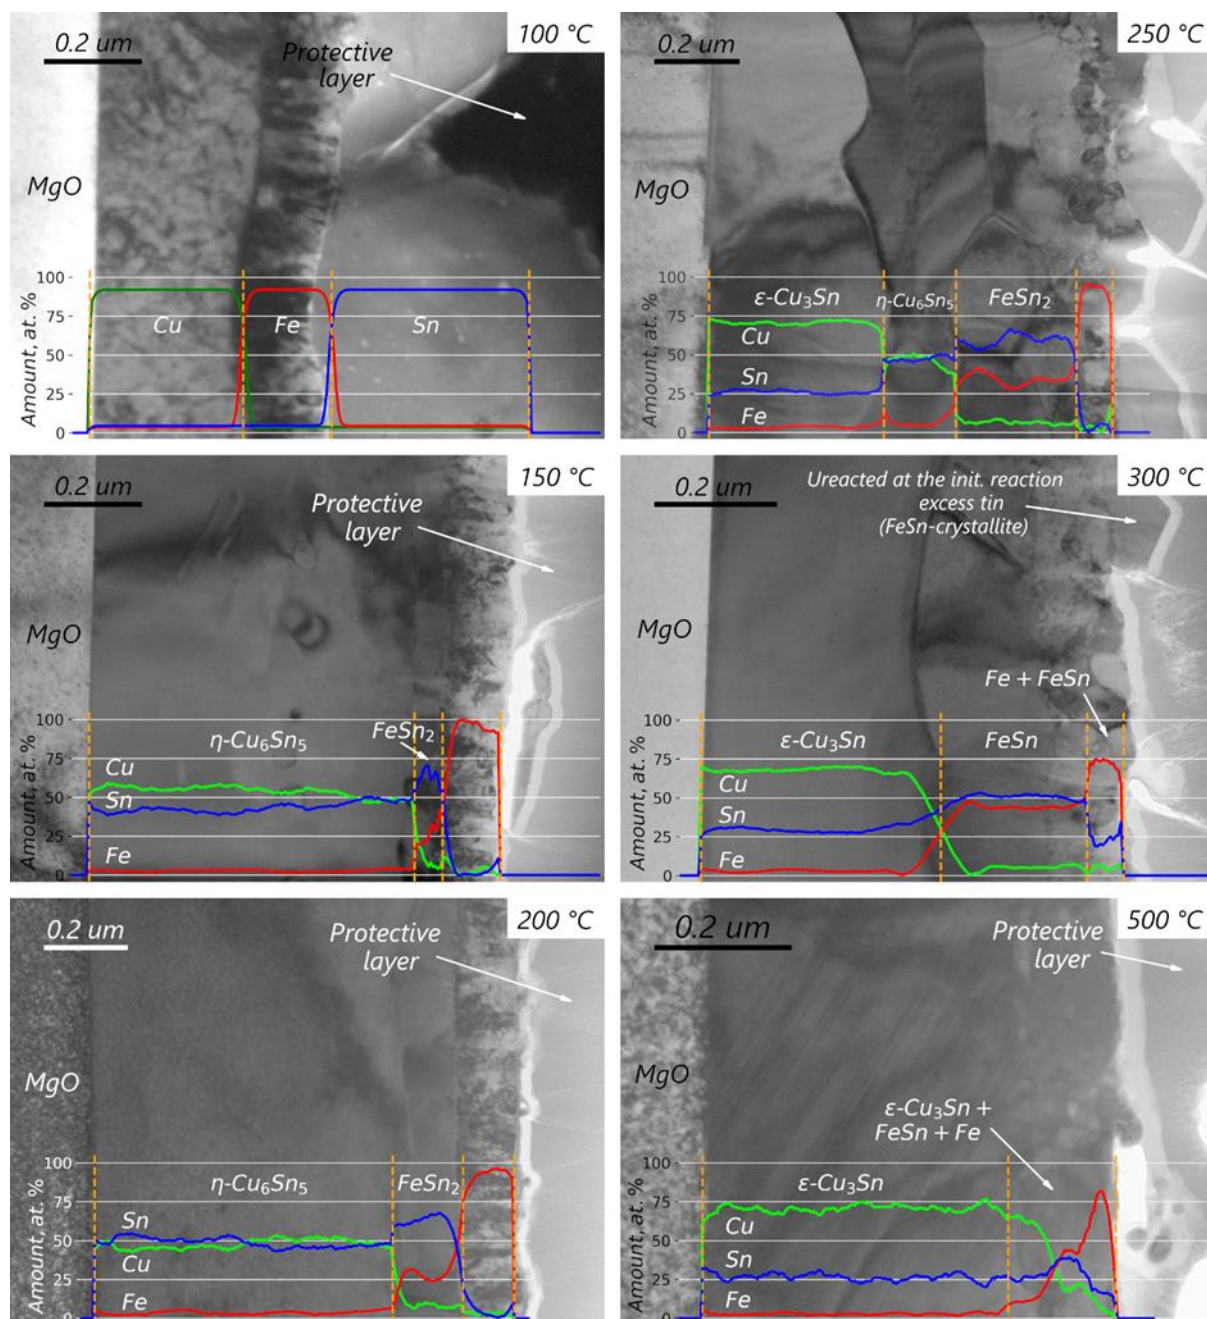 0.2 um
Protective
layer
100 °C
MgO
Amount, at. %
100
75
50
25
0
Cu
Fe
Sn
0.2 um
250 °C
MgO
Amount, at. %
100
75
50
25
0
ε-Cu₃Sn
η-Cu₆Sn₅
FeSn₂
Cu
Sn
Fe
0.2 um
Protective
layer
150 °C
MgO
Amount, at. %
100
75
50
25
0
η-Cu₆Sn₅
FeSn₂
Cu
Sn
Fe
0.2 um
Ureacted at the init. reaction
excess tin
(FeSn-crystallite)
300 °C
MgO
Fe + FeSn
Amount, at. %
100
75
50
25
0
ε-Cu₃Sn
FeSn
Cu
Sn
Fe
0.2 um
Protective
layer
200 °C
MgO
Amount, at. %
100
75
50
25
0
η-Cu₆Sn₅
FeSn₂
Sn
Cu
Fe
0.2 um
Protective
layer
500 °C
MgO
ε-Cu₃Sn +
FeSn + Fe
Amount, at. %
100
75
50
25
0
ε-Cu₃Sn
Cu
Sn
Fe